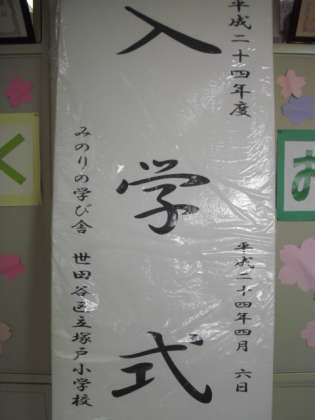 平成二十四年度
入学式
平成二十四年四月六日
みのりの学び舎 世田谷区立塚戸小学校
お
く